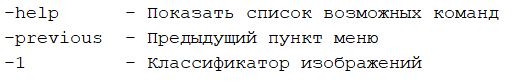 -help      - Показать список возможных команд
-previous  - Предыдущий пункт меню
-1         - Классификатор изображений